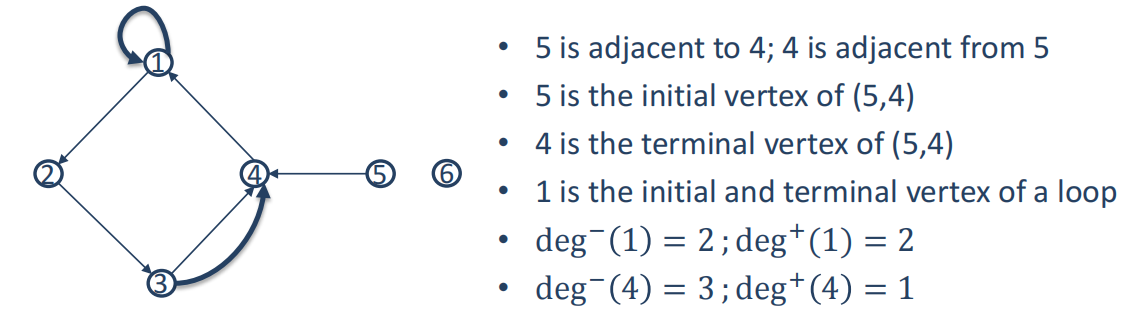 1
2
4
5
6
3
• 5 is adjacent to 4; 4 is adjacent from 5
• 5 is the initial vertex of (5,4)
• 4 is the terminal vertex of (5,4)
• 1 is the initial and terminal vertex of a loop
• deg⁻(1) = 2 ; deg⁺(1) = 2
• deg⁻(4) = 3 ; deg⁺(4) = 1